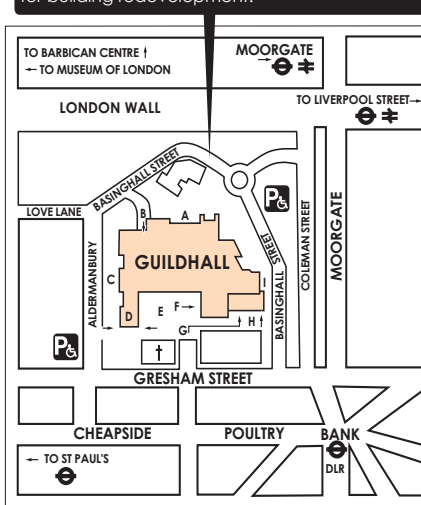 for building redevelopment.
TO BARBICAN CENTRE ↑
← TO MUSEUM OF LONDON
MOORGATE
→
LONDON WALL
TO LIVERPOOL STREET→
BASINGHALL STREET
P
LOVE LANE
B
A
ALDERMANBURY
GUILDHALL
C
I
BASINGHALL STREET
COLEMAN STREET
MOORGATE
D
E
F →
G
H
P
GRESHAM STREET
CHEAPSIDE
POULTRY
BANK
DLR
← TO ST PAUL'S